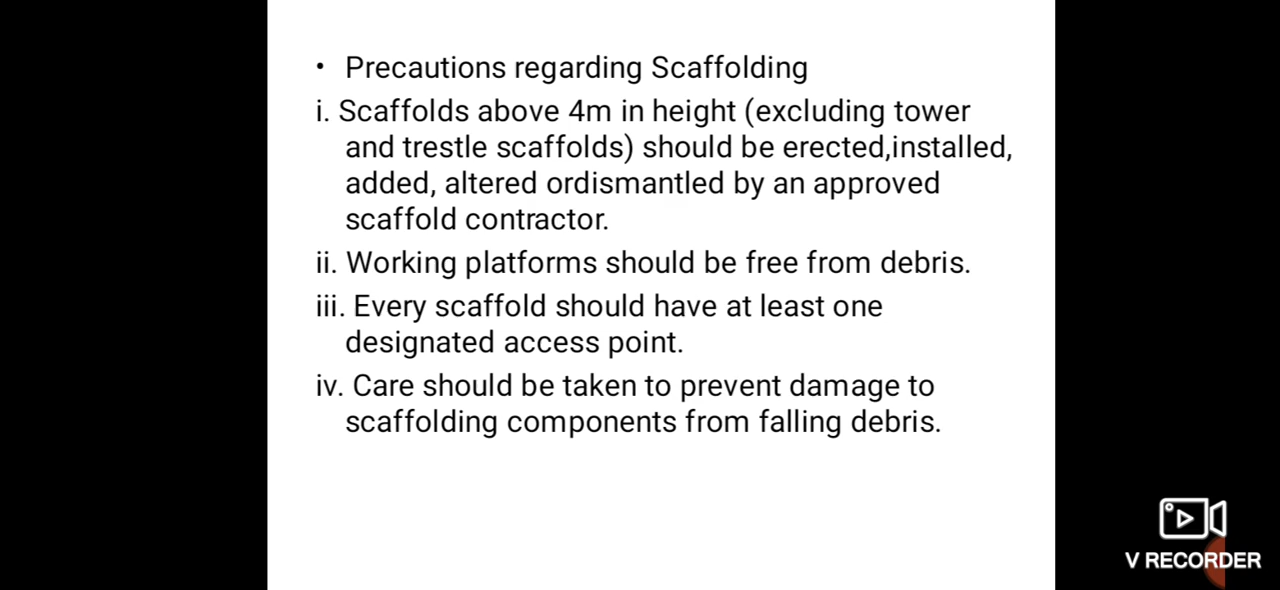 • Precautions regarding Scaffolding
i. Scaffolds above 4m in height (excluding tower
and trestle scaffolds) should be erected,installed,
added, altered ordismantled by an approved
scaffold contractor.
ii. Working platforms should be free from debris.
iii. Every scaffold should have at least one
designated access point.
iv. Care should be taken to prevent damage to
scaffolding components from falling debris.
V RECORDER